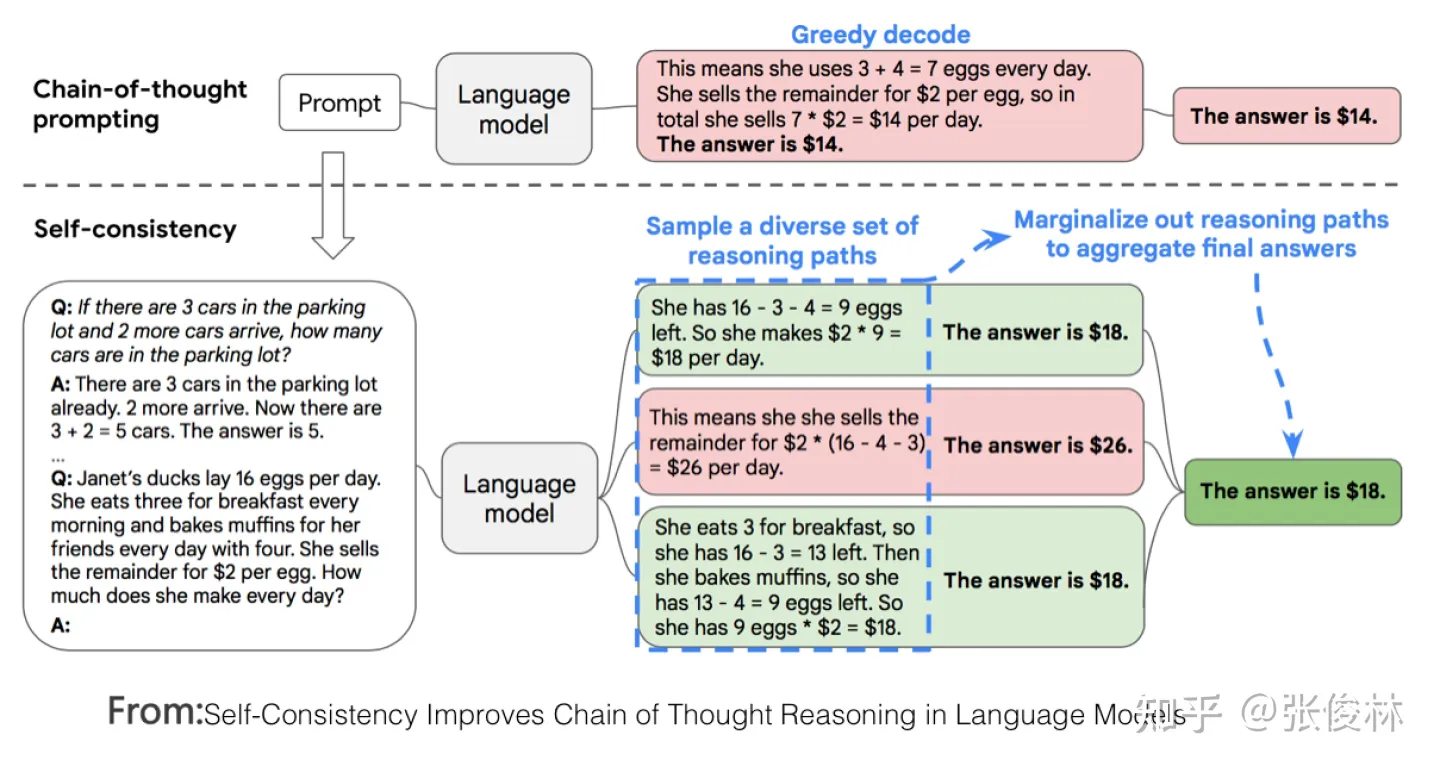 Greedy decode
Chain-of-thought
prompting
Prompt
Language
model
This means she uses 3 + 4 = 7 eggs every day.
She sells the remainder for $2 per egg, so in
total she sells 7 * $2 = $14 per day.
The answer is $14.
The answer is $14.
Self-consistency
Sample a diverse set of
reasoning paths
Marginalize out reasoning paths
to aggregate final answers
Q: If there are 3 cars in the parking
lot and 2 more cars arrive, how many
cars are in the parking lot?
A: There are 3 cars in the parking lot
already. 2 more arrive. Now there are
3 + 2 = 5 cars. The answer is 5.
...
Q: Janet's ducks lay 16 eggs per day.
She eats three for breakfast every
morning and bakes muffins for her
friends every day with four. She sells
the remainder for $2 per egg. How
much does she make every day?
A:
Language
model
She has 16 - 3 - 4 = 9 eggs
left. So she makes $2 * 9 =
$18 per day.
The answer is $18.
This means she she sells the
remainder for $2 * (16 - 4 - 3)
= $26 per day.
The answer is $26.
She eats 3 for breakfast, so
she has 16 - 3 = 13 left. Then
she bakes muffins, so she
has 13 - 4 = 9 eggs left. So
she has 9 eggs * $2 = $18.
The answer is $18.
The answer is $18.
From:Self-Consistency Improves Chain of Thought Reasoning in Language Models
知乎 @张俊林